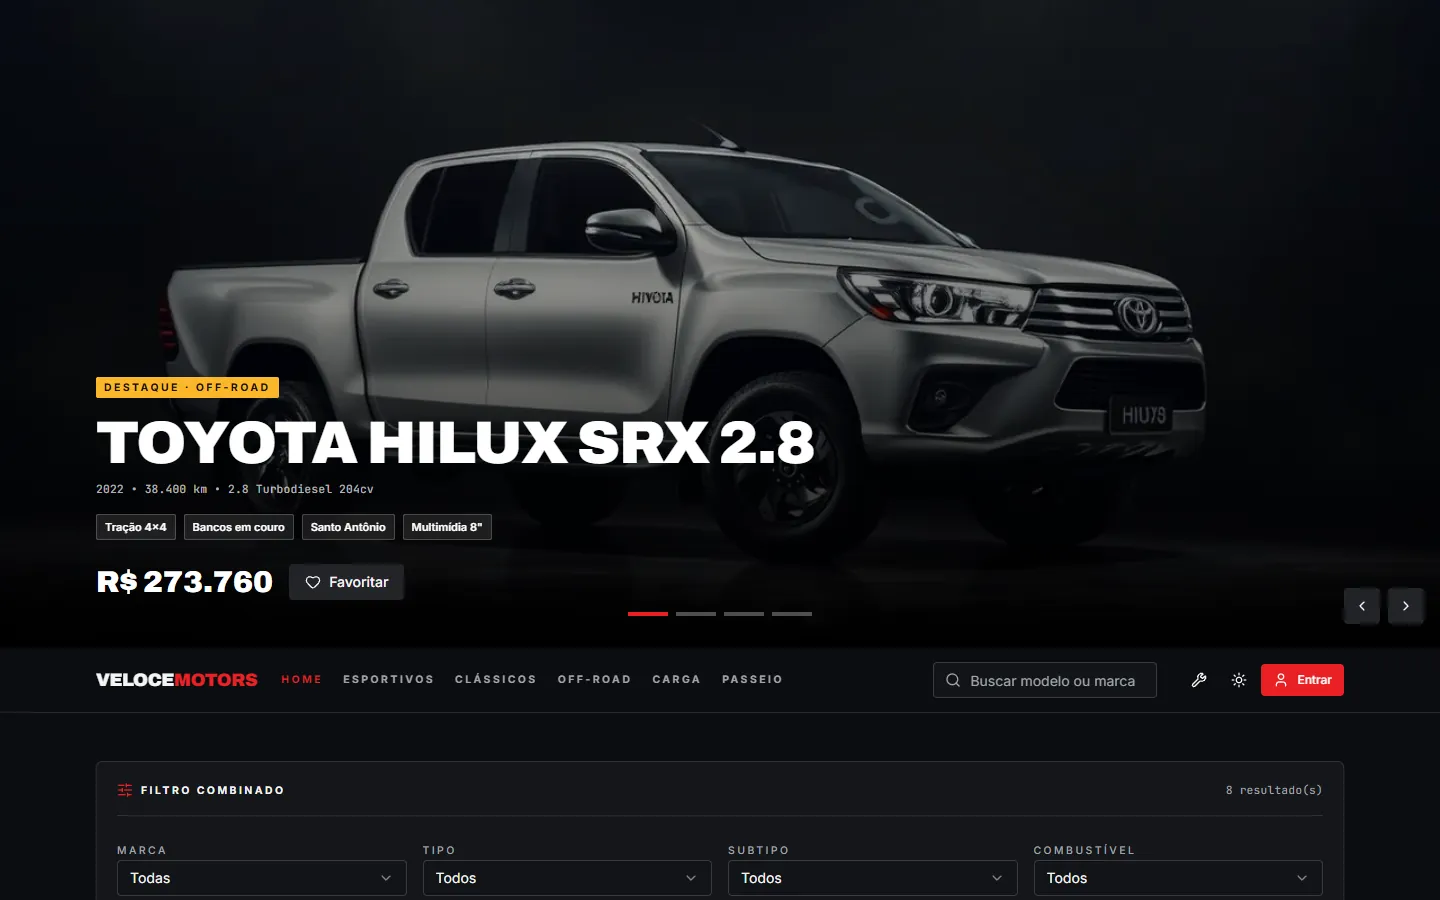 HIVOTA
HIUYS
DESTAQUE · OFF-ROAD
TOYOTA HILUX SRX 2.8
2022 • 38.400 km • 2.8 Turbodiesel 204cv
Tração 4×4 Bancos em couro Santo Antônio Multimídia 8"
R$ 273.760 Favoritar
VELOCEMOTORS HOME ESPORTIVOS CLÁSSICOS OFF-ROAD CARGA PASSEIO Buscar modelo ou marca Entrar
FILTRO COMBINADO 8 resultado(s)
MARCA TIPO SUBTIPO COMBUSTÍVEL
Todas Todos Todos Todos